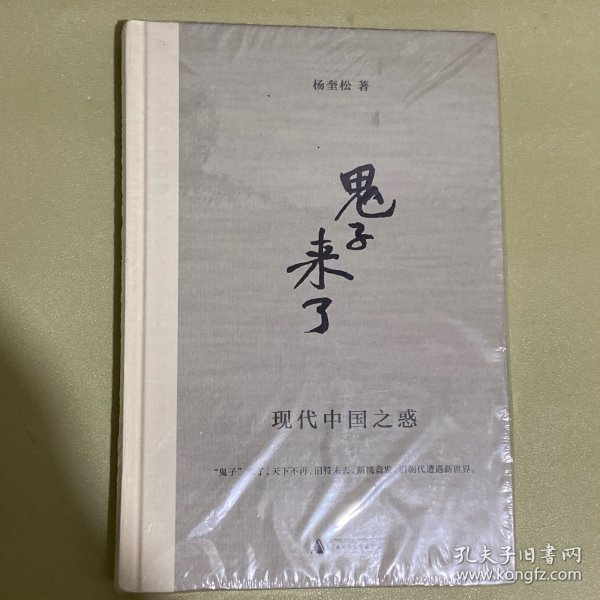 杨奎松 著
鬼子
来了
现代中国之惑
“鬼子”来了，天下不再。旧符未去，新桃竞发，旧朝代遭遇新世界。
孔夫子旧书网
www.kongfz.com